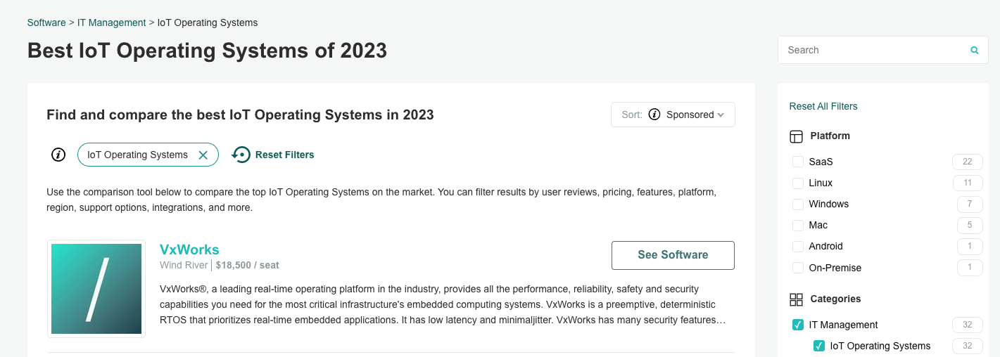 Software > IT Management > IoT Operating Systems
Best IoT Operating Systems of 2023
Search
Find and compare the best IoT Operating Systems in 2023
Sort: Sponsored
IoT Operating Systems
Reset Filters
Use the comparison tool below to compare the top IoT Operating Systems on the market. You can filter results by user reviews, pricing, features, platform,
region, support options, integrations, and more.
VxWorks
Wind River | $18,500 / seat
See Software
VxWorks®, a leading real-time operating platform in the industry, provides all the performance, reliability, safety and security
capabilities you need for the most critical infrastructure's embedded computing systems. VxWorks is a preemptive, deterministic
RTOS that prioritizes real-time embedded applications. It has low latency and minimaljitter. VxWorks has many security features…
Reset All Filters
Platform
SaaS 22
Linux 11
Windows 7
Mac 5
Android 1
On-Premise 1
Categories
IT Management 32
IoT Operating Systems 32